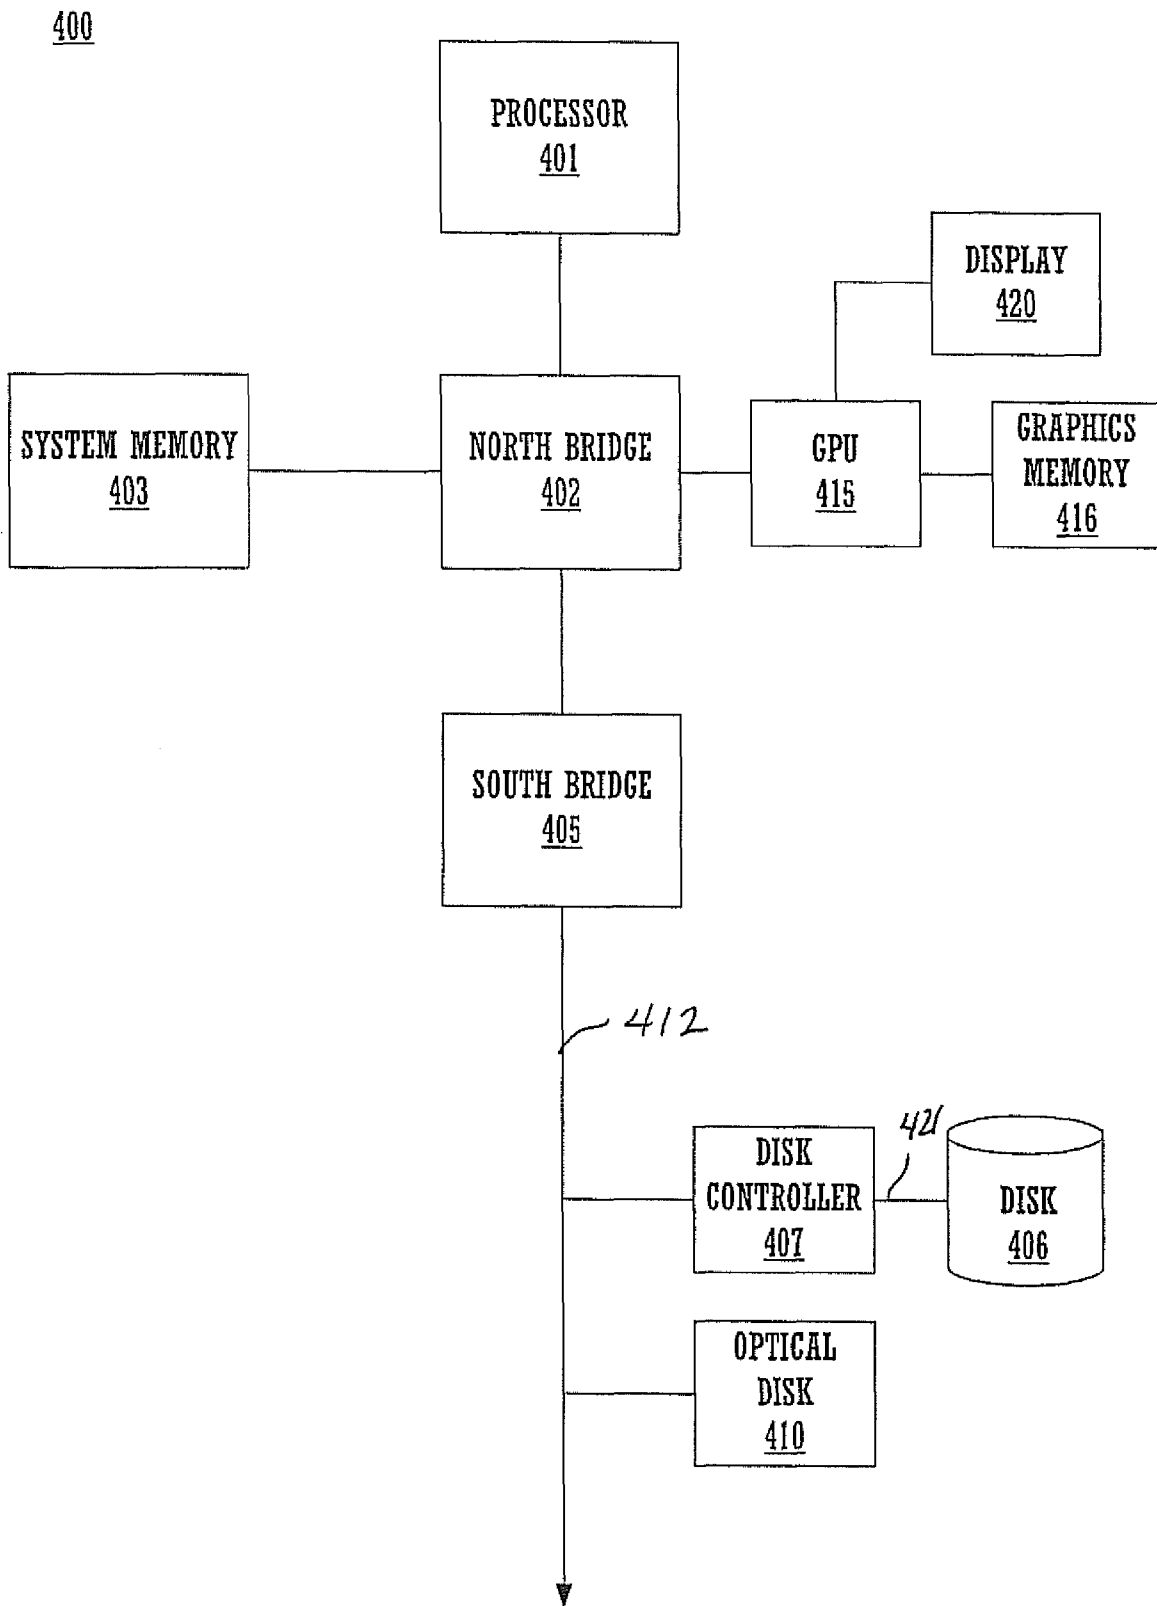 400
PROCESSOR
401
DISPLAY
420
SYSTEM MEMORY
403
NORTH BRIDGE
402
GPU
415
GRAPHICS
MEMORY
416
SOUTH BRIDGE
405
412
DISK
CONTROLLER
407
421
DISK
406
OPTICAL
DISK
410